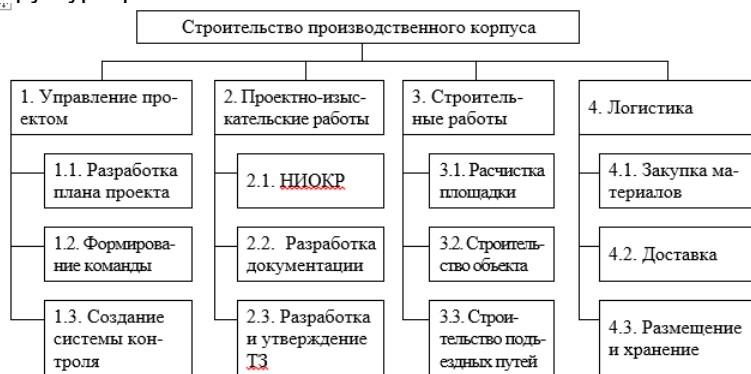 Строительство производственного корпуса
1. Управление про-
ектом
1.1. Разработка
плана проекта
1.2. Формирова-
ние команды
1.3. Создание
системы кон-
троля
2. Проектно-изыс-
кательские работы
2.1. НИОКР
2.2. Разработка
документации
2.3. Разработка
и утверждение
ТЗ
3. Строитель-
ные работы
3.1. Расчистка
площадки
3.2. Строитель-
ство объекта
3.3. Строи-
тельство подъ-
ездных путей
4. Логистика
4.1. Закупка ма-
териалов
4.2. Доставка
4.3. Размещение
и хранение